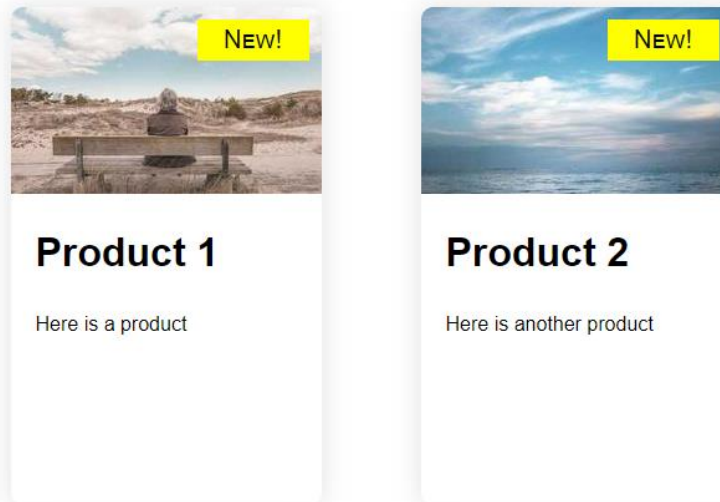 New!
New!
Product 1
Product 2
Here is a product
Here is another product